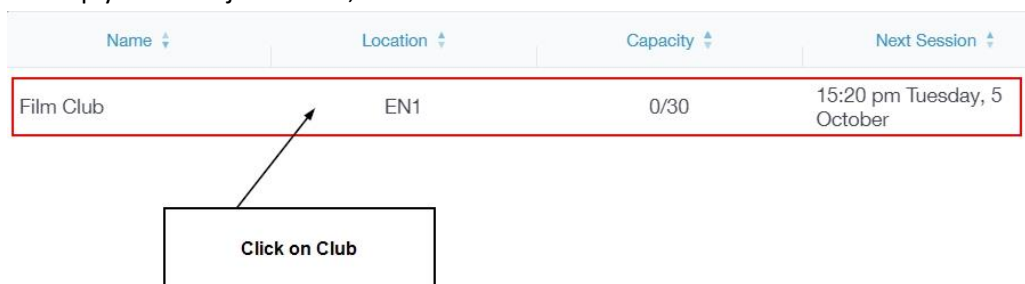 Name Location Capacity Next Session
Film Club EN1 0/30 15:20 pm Tuesday, 5
October
Click on Club